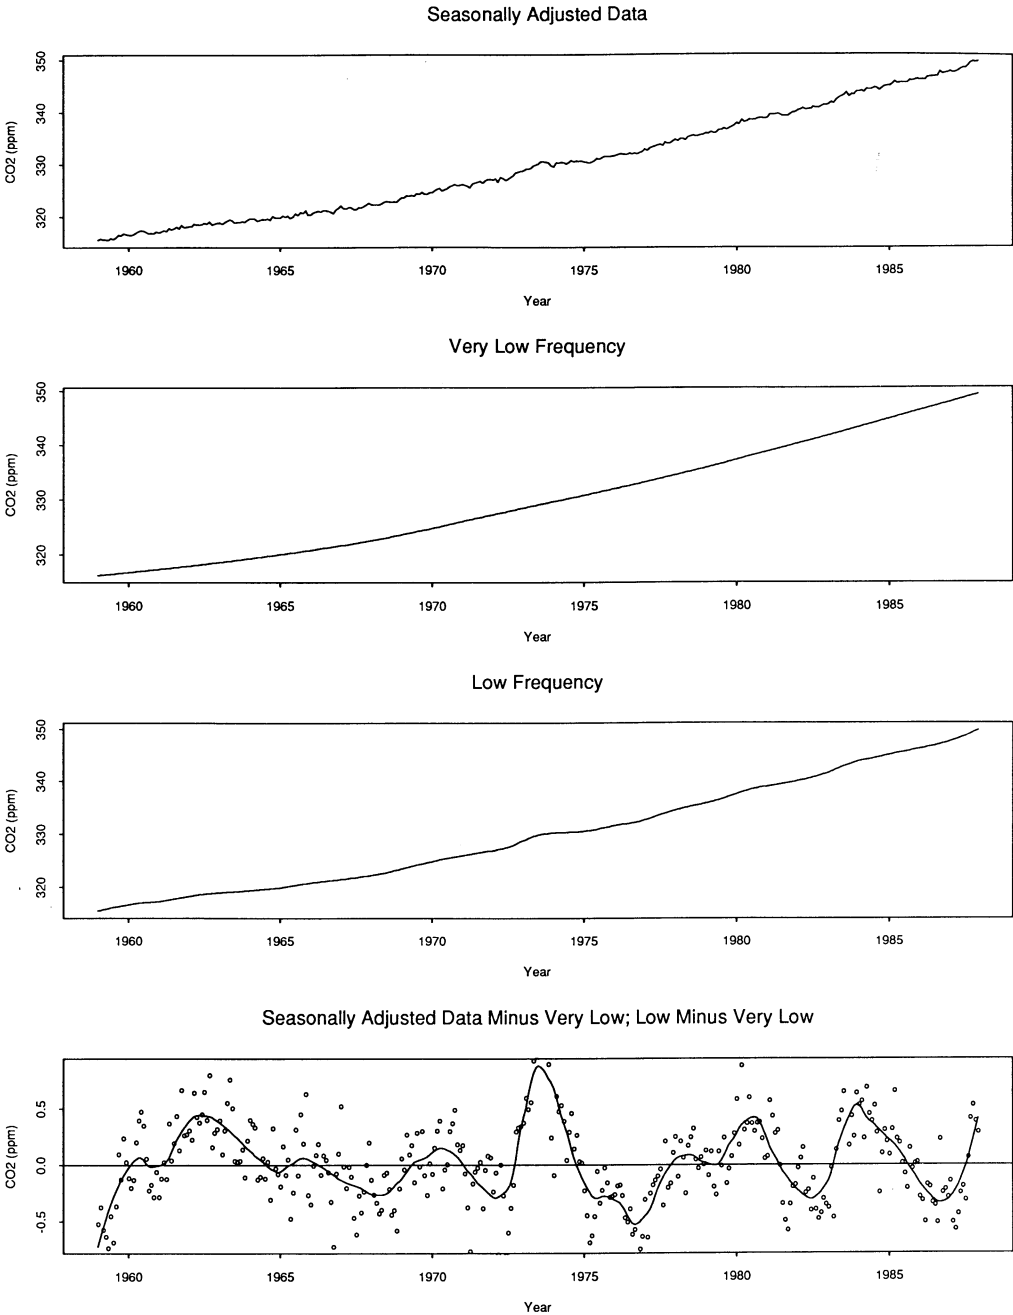 Seasonally Adjusted Data
350
340
330
320
CO2 (ppm)
1960 1965 1970 1975 1980 1985
Year
Very Low Frequency
350
340
330
320
CO2 (ppm)
1960 1965 1970 1975 1980 1985
Year
Low Frequency
350
340
330
320
CO2 (ppm)
1960 1965 1970 1975 1980 1985
Year
Seasonally Adjusted Data Minus Very Low; Low Minus Very Low
0.5
0.0
-0.5
CO2 (ppm)
1960 1965 1970 1975 1980 1985
Year